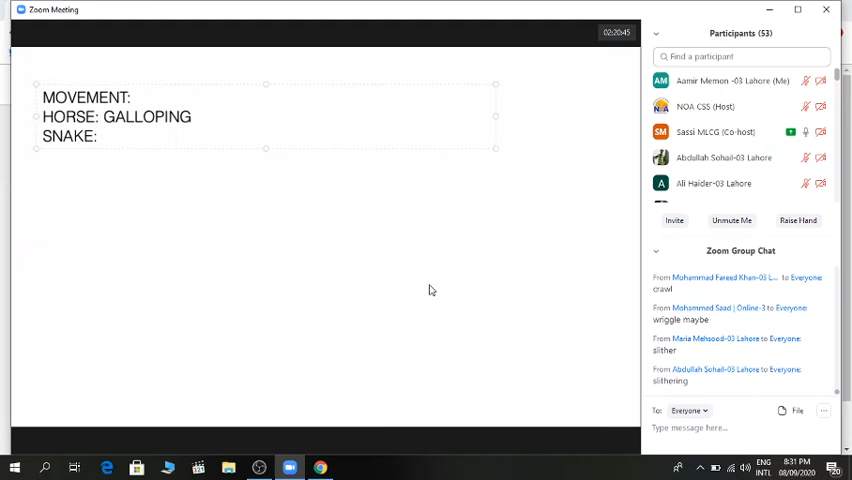 Zoom Meeting
02:20:45
MOVEMENT:
HORSE: GALLOPING
SNAKE:
Participants (53)
Find a participant
AM Aamir Memon -03 Lahore (Me)
NOA NOA CSS (Host)
SM Sassi MLCG (Co-host)
Abdullah Sohail-03 Lahore
A Ali Haider-03 Lahore
Invite Unmute Me Raise Hand
Zoom Group Chat
From Mohammad Fareed Khan-03 L... to Everyone:
crawl
From Mohammed Saad | Online-3 to Everyone:
wriggle maybe
From Maria Mehsood-03 Lahore to Everyone:
slither
From Abdullah Sohail-03 Lahore to Everyone:
slithering
To: Everyone File ...
Type message here...
ENG 8:31 PM
INTL 08/09/2020
20